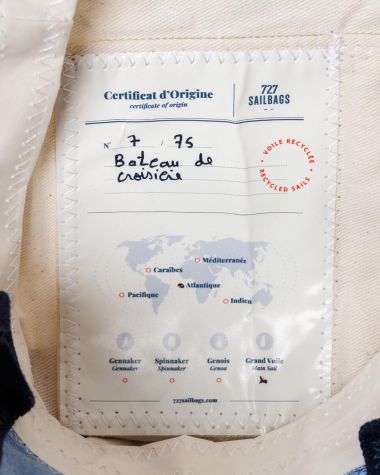 Certificat d'Origine
certificate of origin
727
SAILBAGS
N° 7 / 75
Bateau de
croisière
VOILE RECYCLÉE
RECYCLED SAILS
Méditerranée
Caraïbes
Atlantique
Pacifique
Indien
Gennaker
Gennaker
Spinnaker
Spinnaker
Genois
Genoa
Grand Voile
Main Sail
727sailbags.com